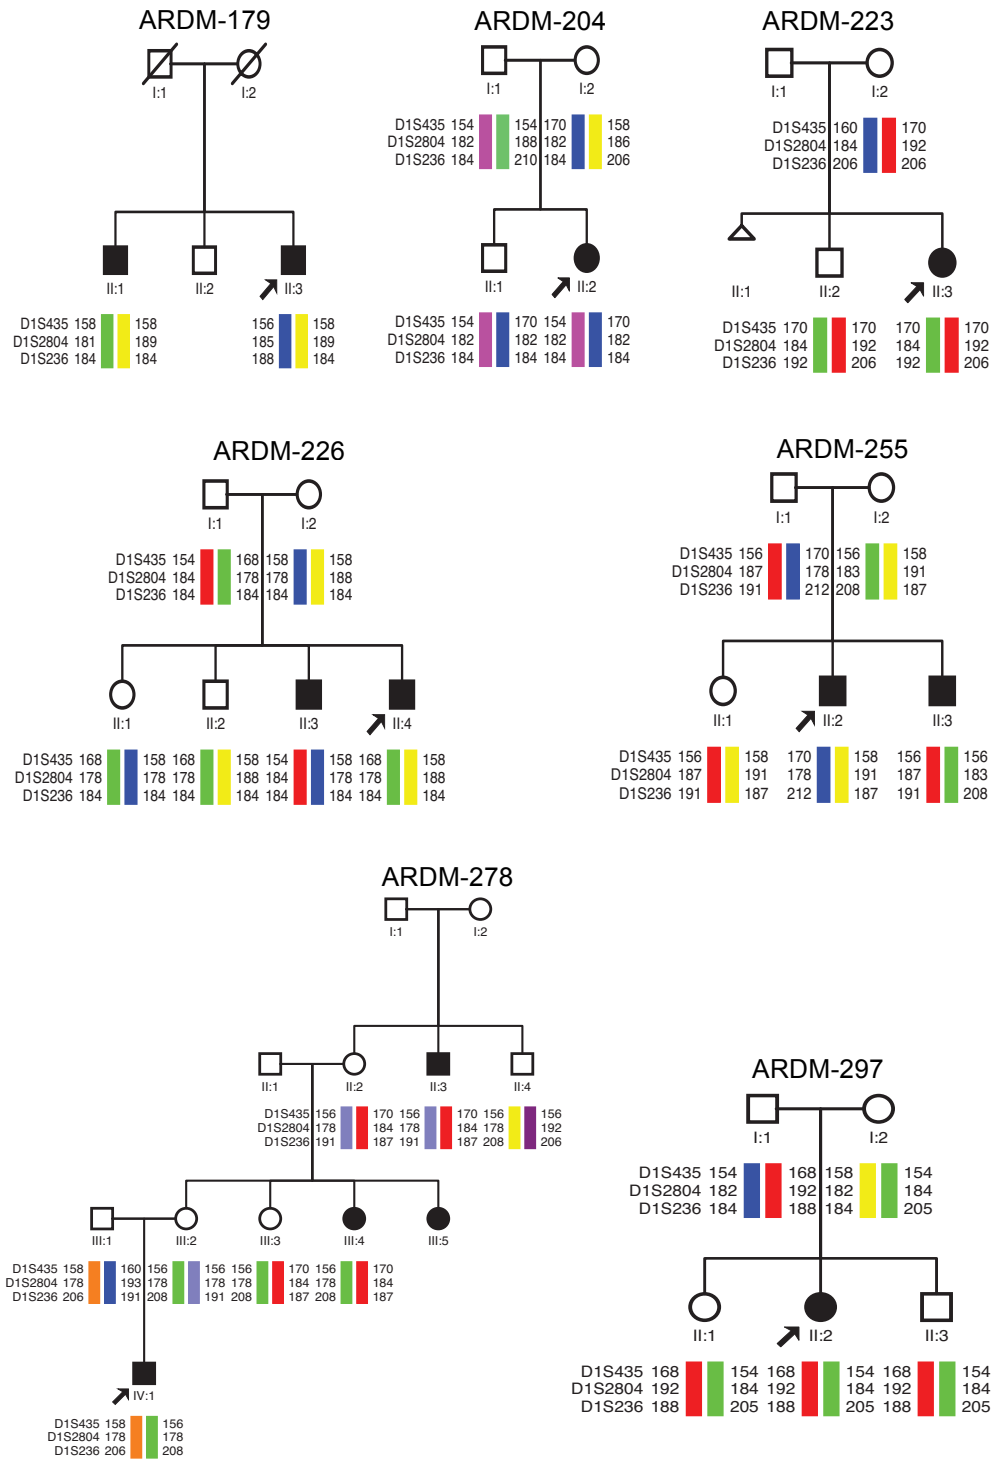 ARDM-179
I:1 I:2
II:1 II:2 II:3
D1S435 158 158 156 158
D1S2804 181 189 185 189
D1S236 184 184 188 184
ARDM-204
I:1 I:2
D1S435 154 154 170 158
D1S2804 182 188 182 186
D1S236 184 210 184 206
II:1 II:2
D1S435 154 170 154 170
D1S2804 182 182 182 182
D1S236 184 184 184 184
ARDM-223
I:1 I:2
D1S435 160 170
D1S2804 184 192
D1S236 206 206
II:1 II:2 II:3
D1S435 170 170 170 170
D1S2804 184 192 184 192
D1S236 192 206 192 206
ARDM-226
I:1 I:2
D1S435 154 168 158 158
D1S2804 184 178 178 188
D1S236 184 184 184 184
II:1 II:2 II:3 II:4
D1S435 168 158 168 158 154 158 168 158
D1S2804 178 178 178 188 184 178 178 188
D1S236 184 184 184 184 184 184 184 184
ARDM-255
I:1 I:2
D1S435 156 170 156 158
D1S2804 187 178 183 191
D1S236 191 212 208 187
II:1 II:2 II:3
D1S435 156 158 170 158 156 156
D1S2804 187 191 178 191 187 183
D1S236 191 187 212 187 191 208
ARDM-278
I:1 I:2
II:1 II:2 II:3 II:4
D1S435 156 170 156 170 156 156
D1S2804 178 184 178 184 178 192
D1S236 191 187 191 187 208 206
III:1 III:2 III:3 III:4 III:5
D1S435 158 160 156 156 156 170 156 170
D1S2804 178 193 178 178 178 184 178 184
D1S236 206 191 208 191 208 187 208 187
IV:1
D1S435 158 156
D1S2804 178 178
D1S236 206 208
ARDM-297
I:1 I:2
D1S435 154 168 158 154
D1S2804 182 192 182 184
D1S236 184 188 184 205
II:1 II:2 II:3
D1S435 168 154 168 154 168 154
D1S2804 192 184 192 184 192 184
D1S236 188 205 188 205 188 205